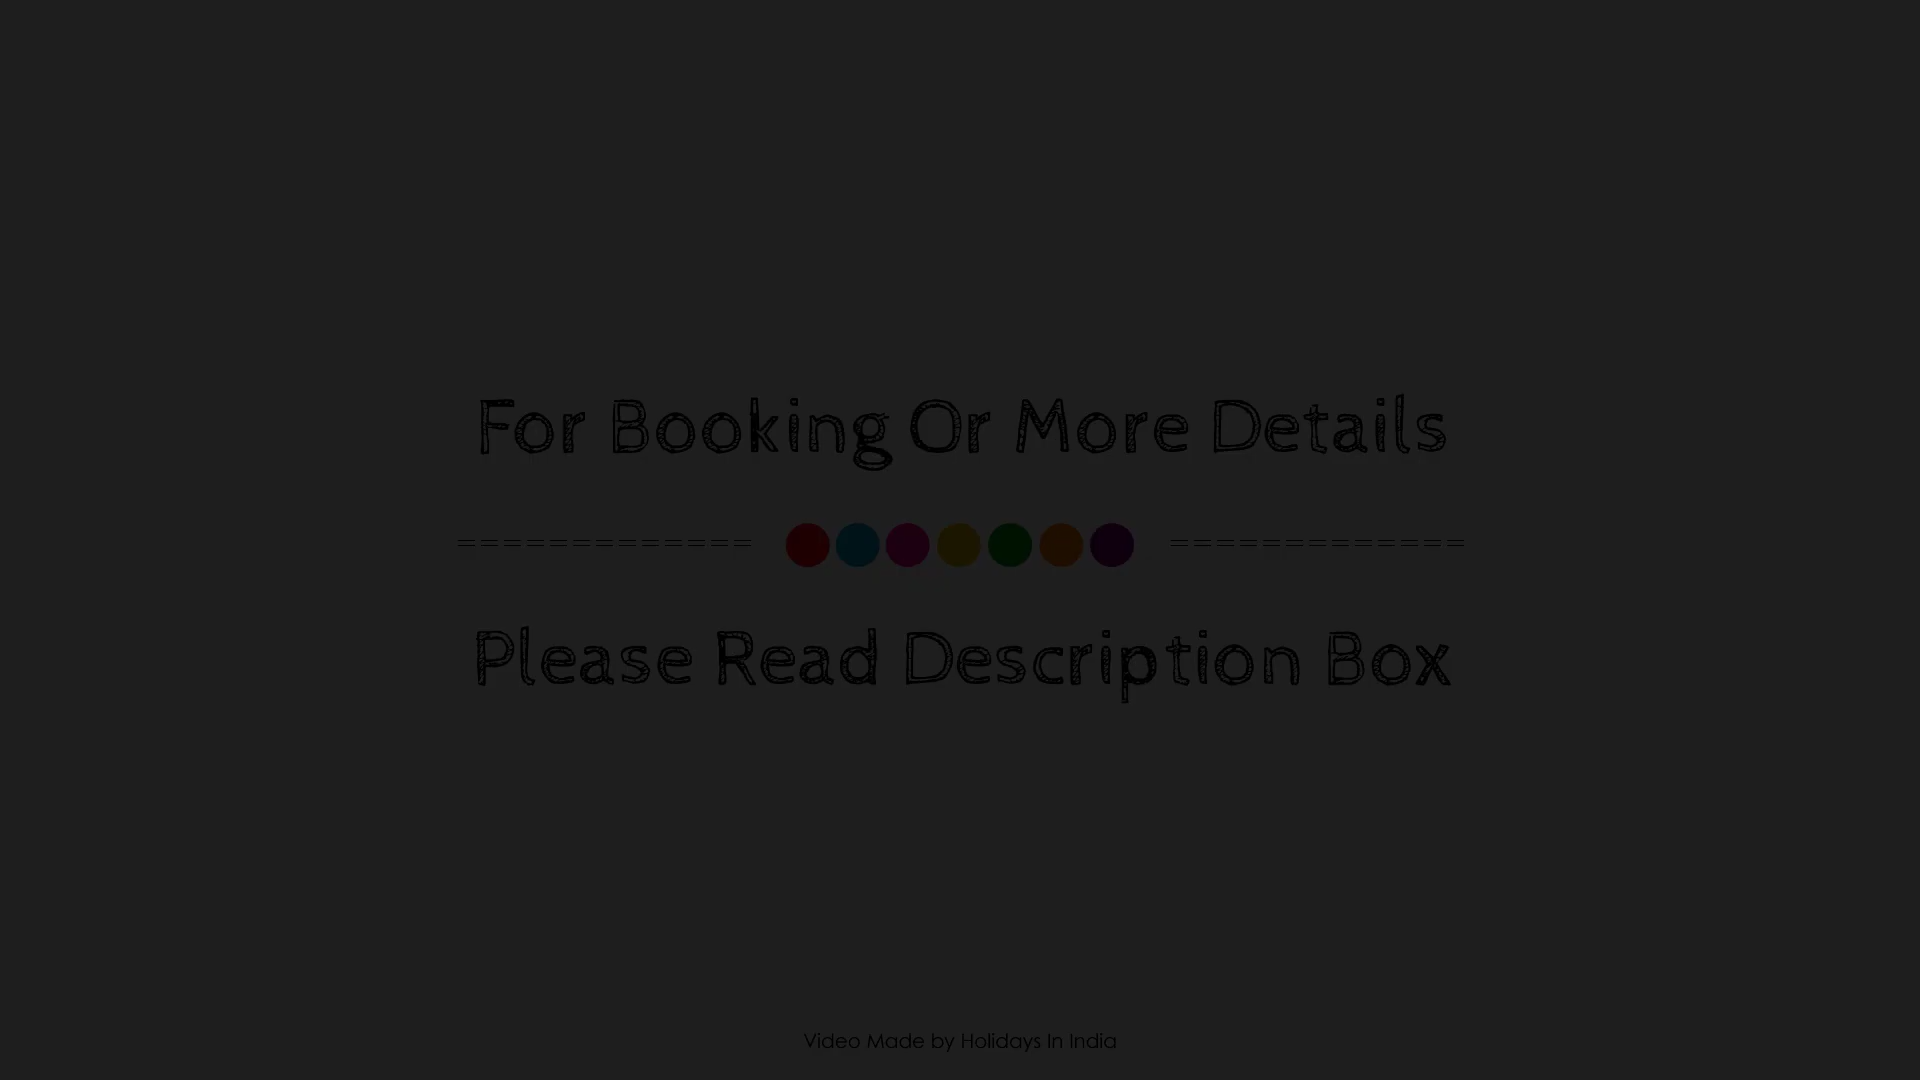 For Booking Or More Details
============= =============
Please Read Description Box
Video Made by Holidays In India